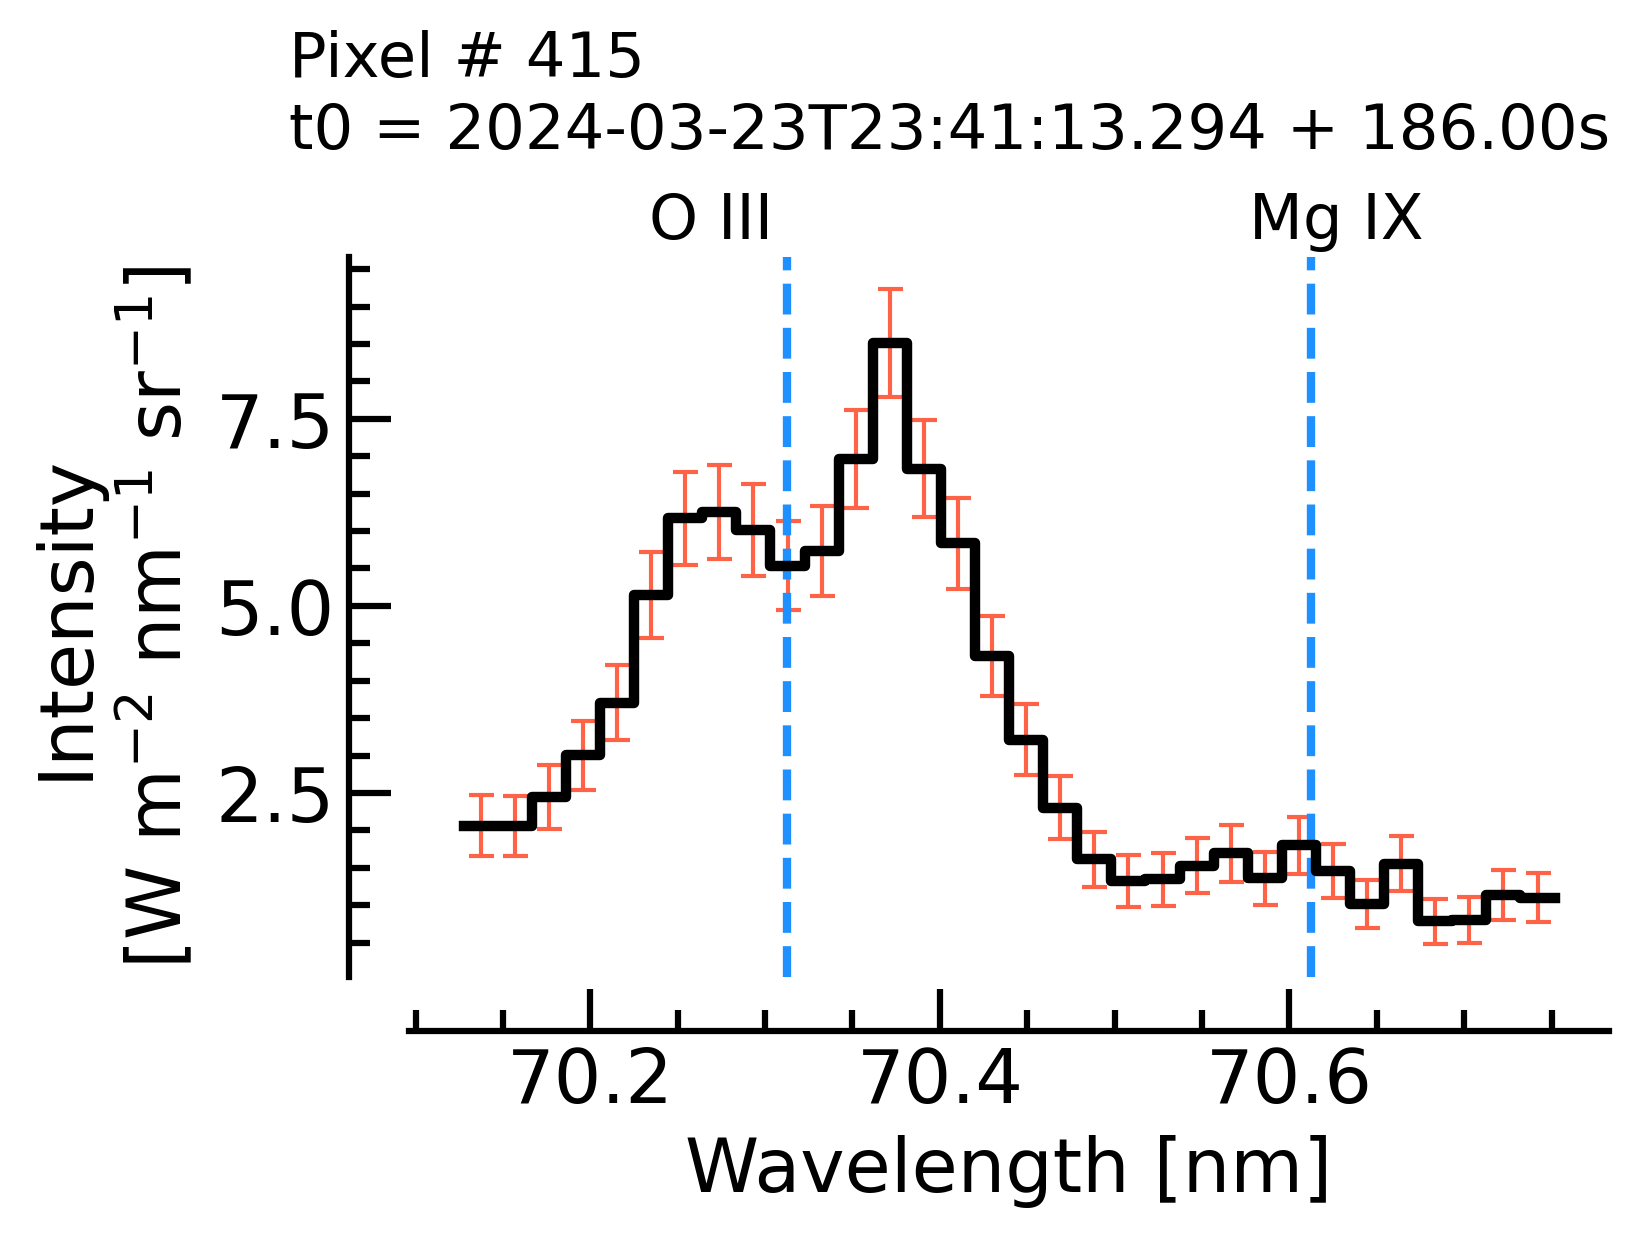 Pixel # 415
t0 = 2024-03-23T23:41:13.294 + 186.00s
O III Mg IX
Intensity
[W m⁻² nm⁻¹ sr⁻¹]
7.5
5.0
2.5
70.2 70.4 70.6
Wavelength [nm]